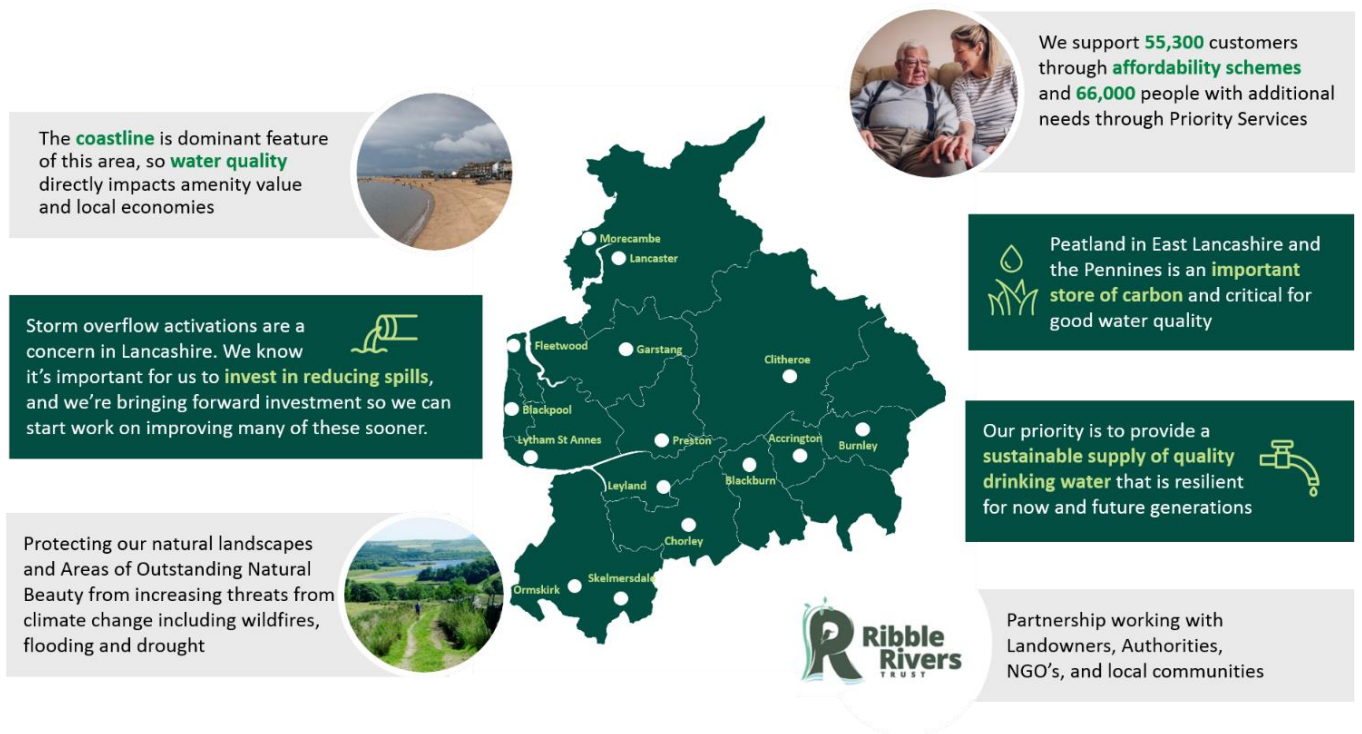 The coastline is dominant feature
of this area, so water quality
directly impacts amenity value
and local economies
Storm overflow activations are a
concern in Lancashire. We know
it's important for us to invest in reducing spills,
and we're bringing forward investment so we can
start work on improving many of these sooner.
Protecting our natural landscapes
and Areas of Outstanding Natural
Beauty from increasing threats from
climate change including wildfires,
flooding and drought
Morecambe
Lancaster
Fleetwood
Garstang
Clitheroe
Blackpool
Lytham St Annes
Preston
Accrington
Burnley
Leyland
Blackburn
Chorley
Ormskirk
Skelmersdale
We support 55,300 customers
through affordability schemes
and 66,000 people with additional
needs through Priority Services
Peatland in East Lancashire and
the Pennines is an important
store of carbon and critical for
good water quality
Our priority is to provide a
sustainable supply of quality
drinking water that is resilient
for now and future generations
Ribble
Rivers
TRUST
Partnership working with
Landowners, Authorities,
NGO's, and local communities